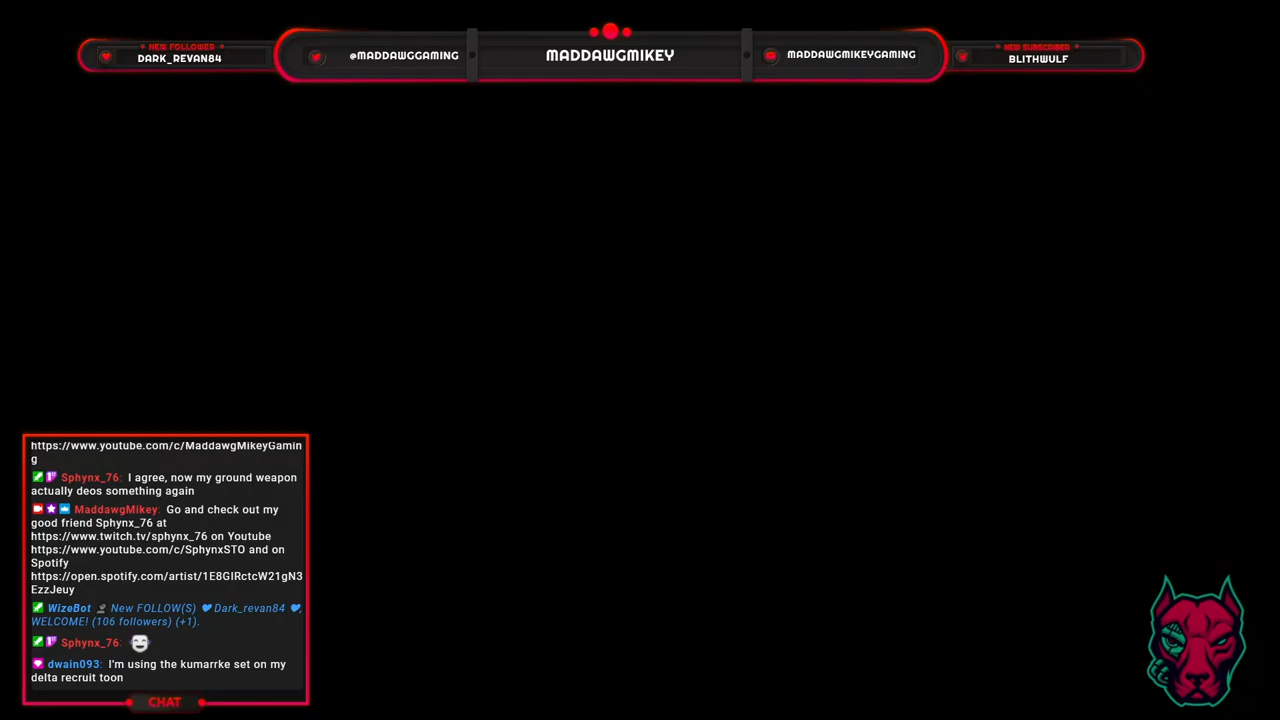 NEW FOLLOWER
DARK_REVAN84
@MADDAWGGAMING
MADDAWGMIKEY
MADDAWGMIKEYGAMING
NEW SUBSCRIBER
BLITHWULF
https://www.youtube.com/c/MaddawgMikeyGamin
g
Sphynx_76: I agree, now my ground weapon
actually deos something again
MaddawgMikey: Go and check out my
good friend Sphynx_76 at
https://www.twitch.tv/sphynx_76 on Youtube
https://www.youtube.com/c/SphynxSTO and on
Spotify
https://open.spotify.com/artist/1E8GIRctcW21gN3
EzzJeuy
WizeBot New FOLLOW(S) Dark_revan84 ,
WELCOME! (106 followers) (+1).
Sphynx_76:
dwain093: I'm using the kumarrke set on my
delta recruit toon
CHAT